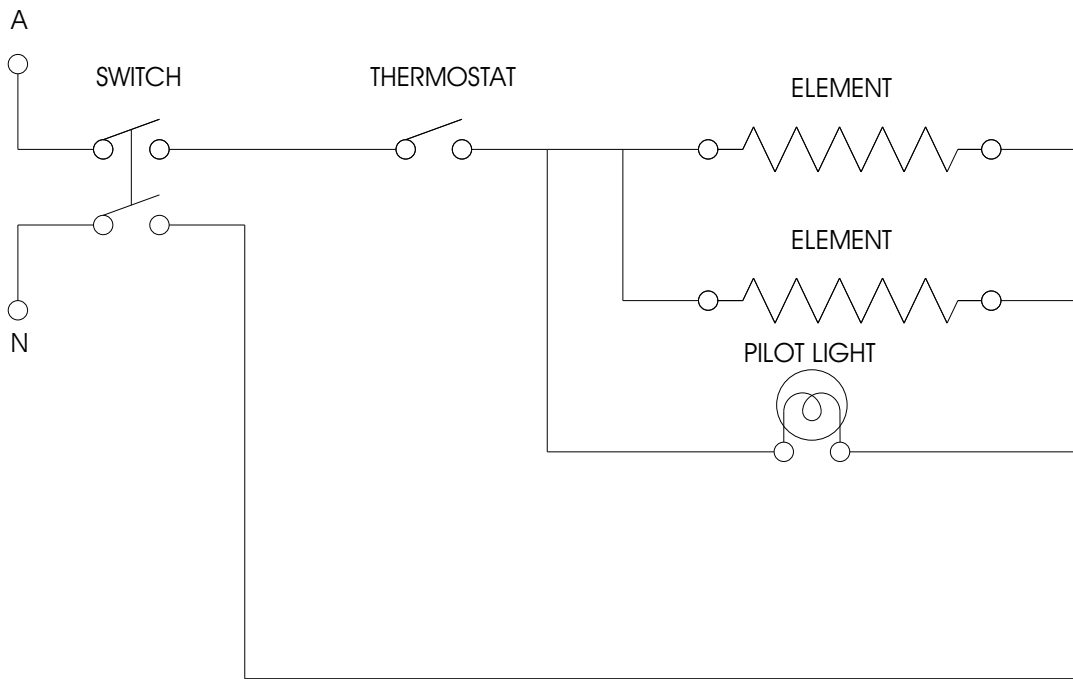 A
SWITCH
THERMOSTAT
ELEMENT
ELEMENT
N
PILOT LIGHT